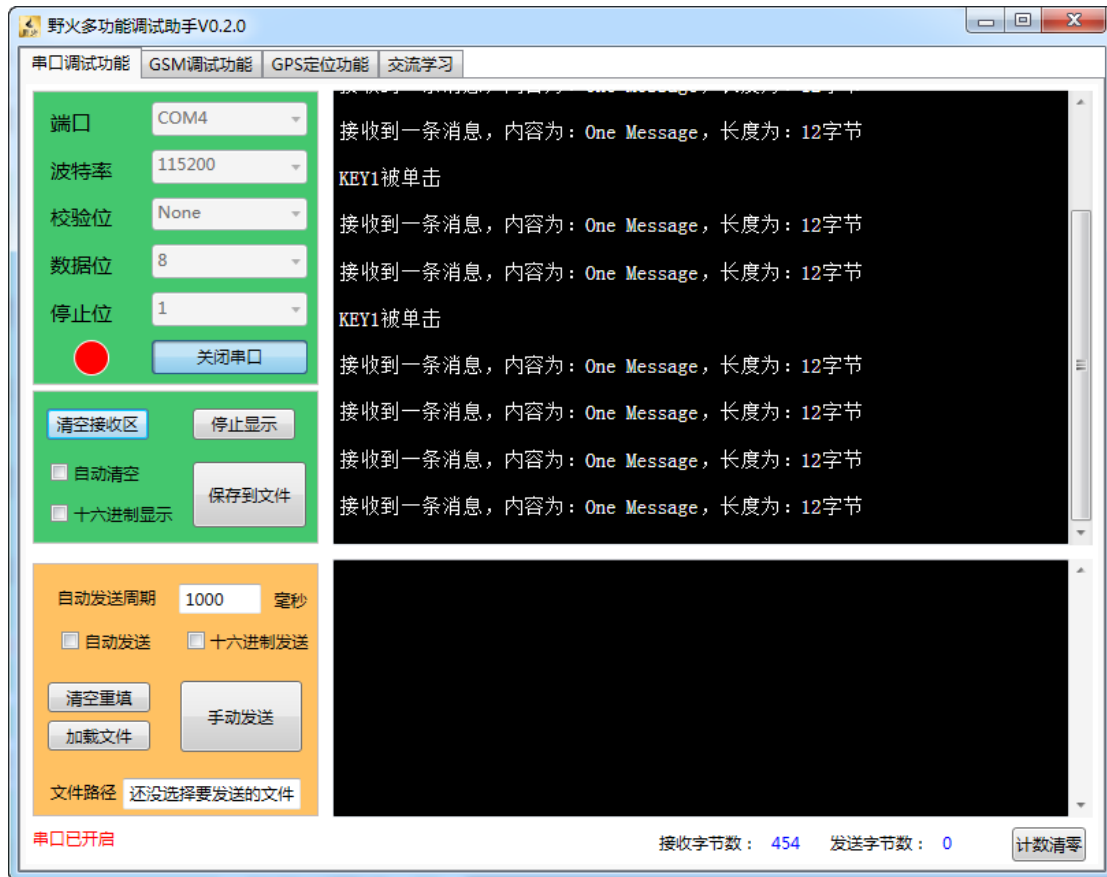 野火多功能调试助手V0.2.0
串口调试功能 GSM调试功能 GPS定位功能 交流学习
端口 COM4
波特率 115200
校验位 None
数据位 8
停止位 1
关闭串口
清空接收区 停止显示
自动清空
保存到文件
十六进制显示
接收到一条消息，内容为：One Message，长度为：12字节
KEY1被单击
接收到一条消息，内容为：One Message，长度为：12字节
接收到一条消息，内容为：One Message，长度为：12字节
KEY1被单击
接收到一条消息，内容为：One Message，长度为：12字节
接收到一条消息，内容为：One Message，长度为：12字节
接收到一条消息，内容为：One Message，长度为：12字节
接收到一条消息，内容为：One Message，长度为：12字节
自动发送周期 1000 毫秒
自动发送 十六进制发送
清空重填
手动发送
加载文件
文件路径 还没选择要发送的文件
串口已开启 接收字节数： 454 发送字节数： 0 计数清零